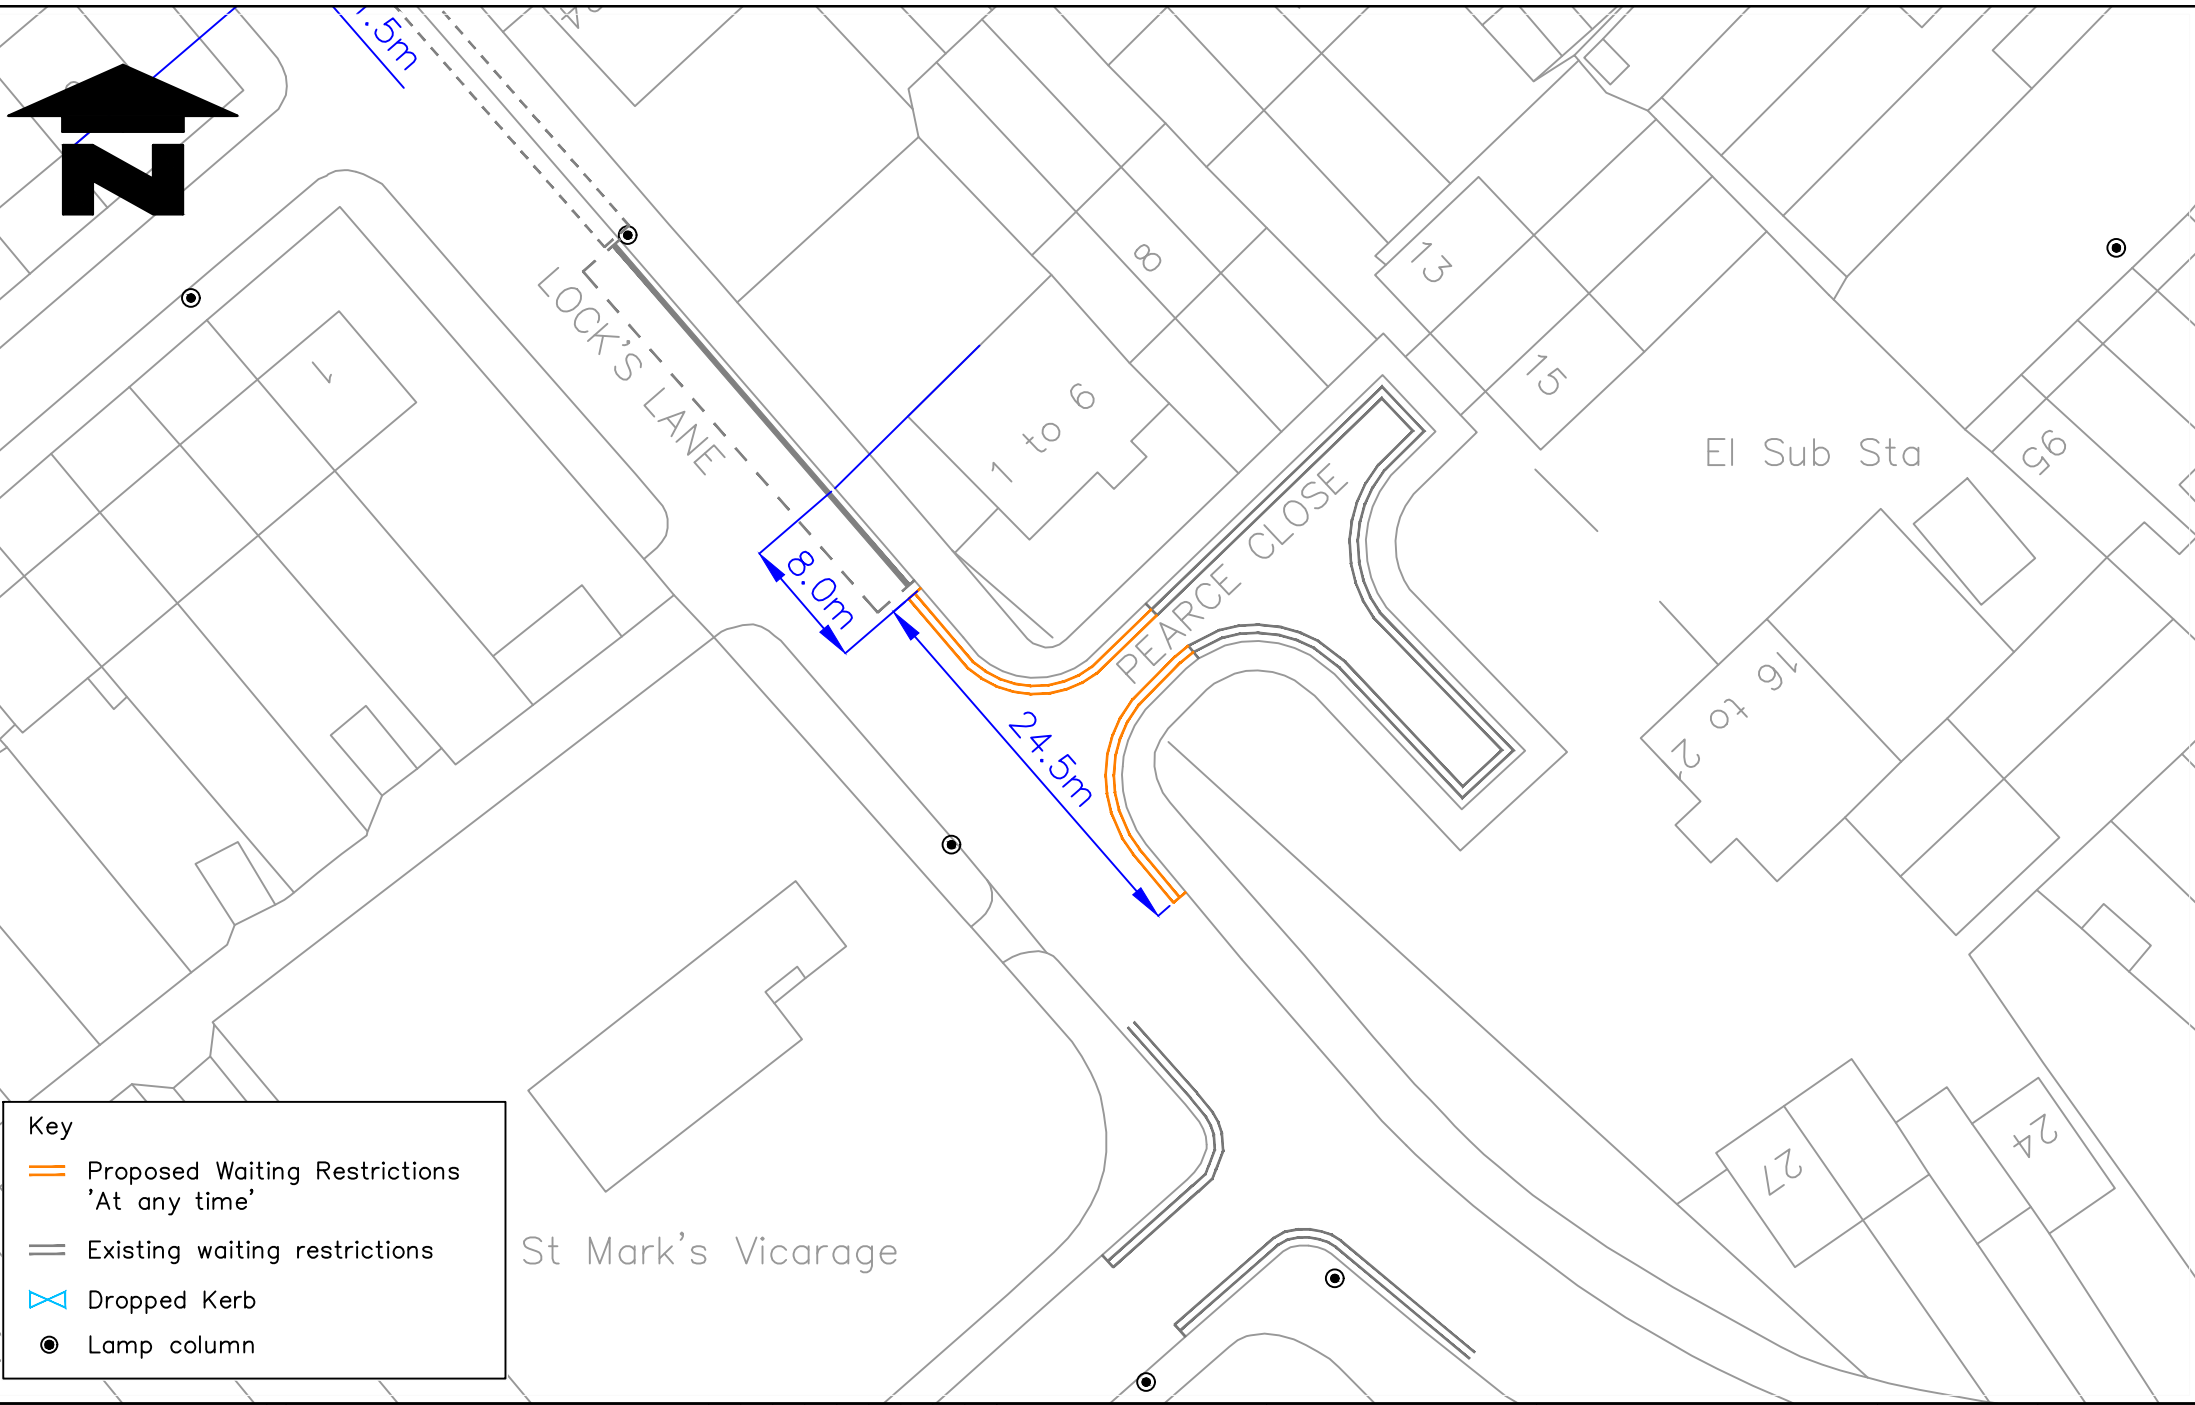 .5m
N
LOCK'S LANE
8
13
15
1
1 to 6
El Sub Sta
95
8.0m
PEARCE CLOSE
24.5m
16 to
27
24
St Mark's Vicarage
Key
Proposed Waiting Restrictions
'At any time'
Existing waiting restrictions
Dropped Kerb
Lamp column